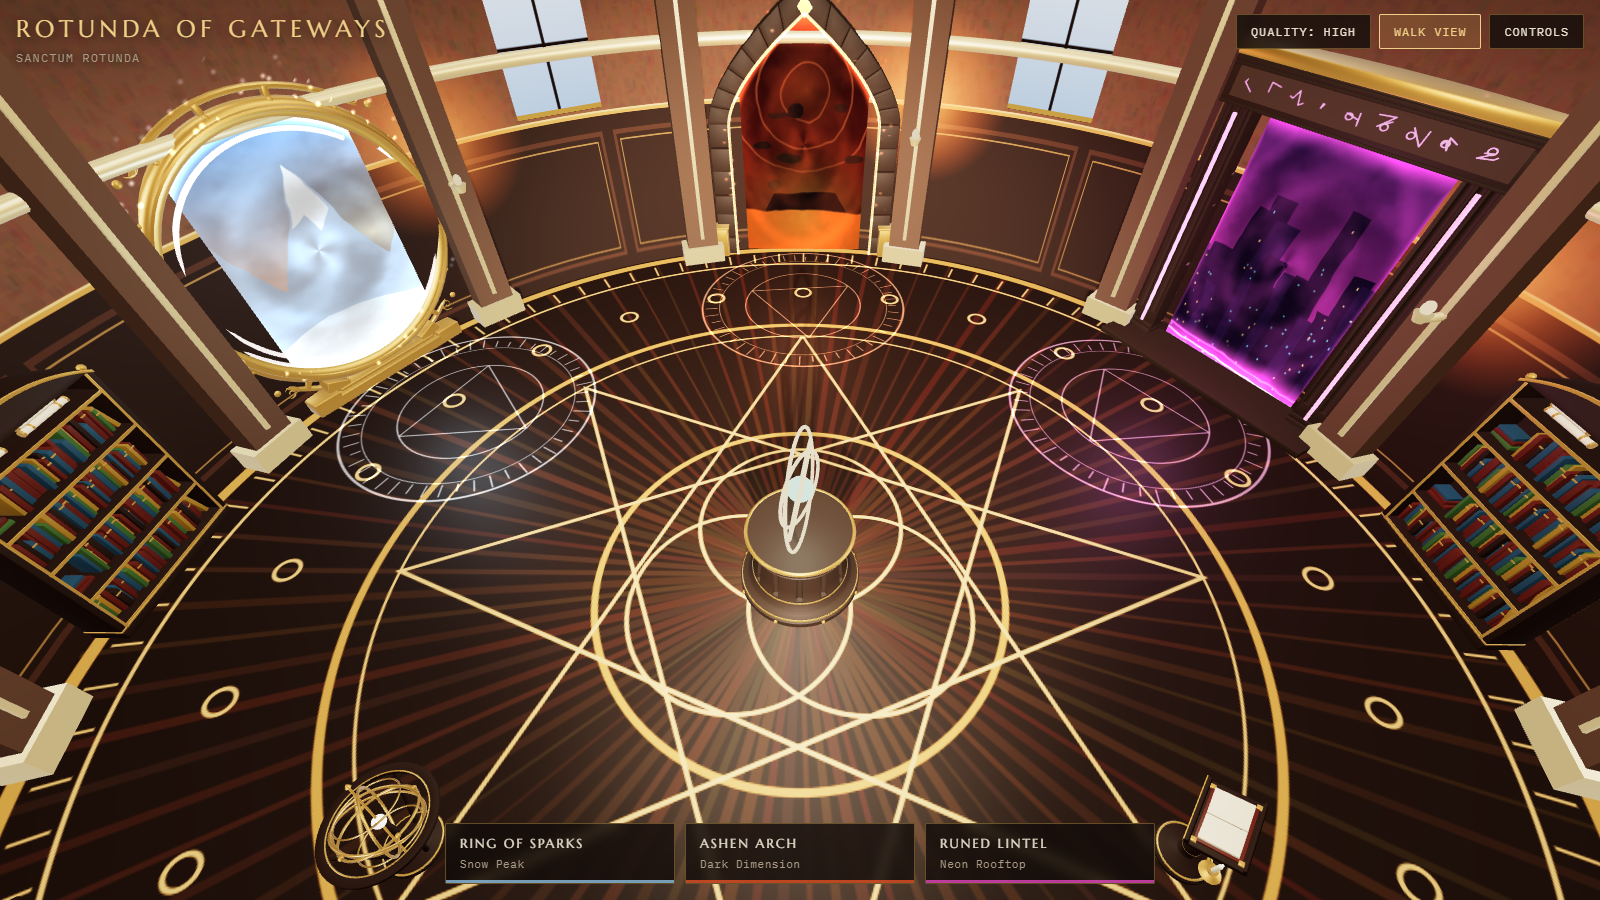 ROTUNDA OF GATEWAYS
SANCTUM ROTUNDA
QUALITY: HIGH
WALK VIEW
CONTROLS
RING OF SPARKS
Snow Peak
ASHEN ARCH
Dark Dimension
RUNED LINTEL
Neon Rooftop